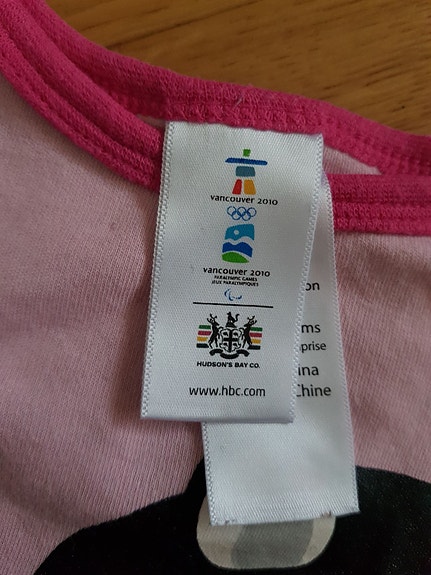 vancouver 2010
vancouver 2010
PARALYMPIC GAMES
JEUX PARALYMPIQUES
HUDSON'S BAY CO.
www.hbc.com
on
ms
prise
ina
Chine